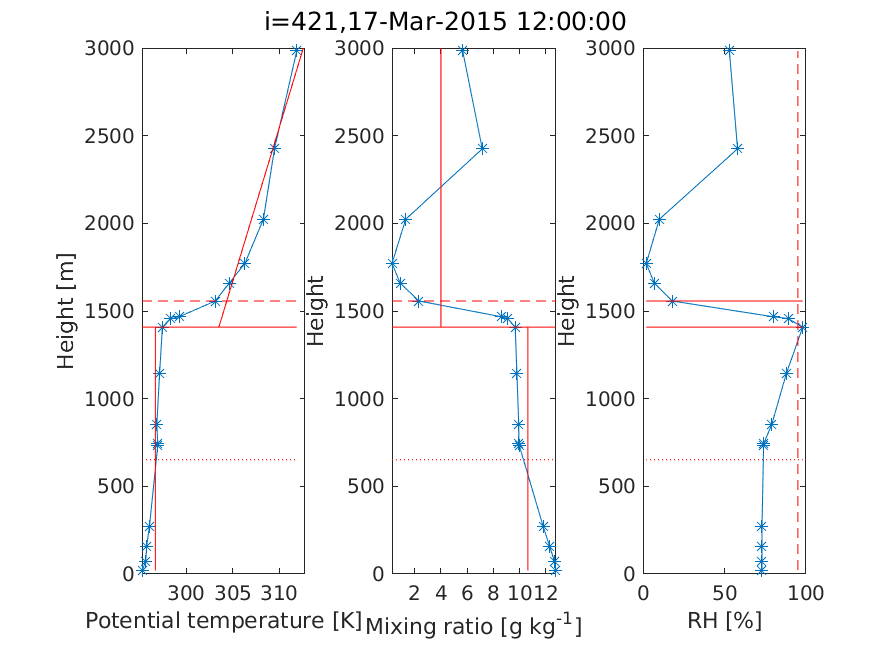 i=421,17-Mar-2015 12:00:00
3000
2500
2000
1500
1000
500
0
Height [m]
300 305 310
Potential temperature [K]
3000
2500
2000
1500
1000
500
0
Height
2 4 6 8 10 12
Mixing ratio [g kg-1]
3000
2500
2000
1500
1000
500
0
Height
0 50 100
RH [%]